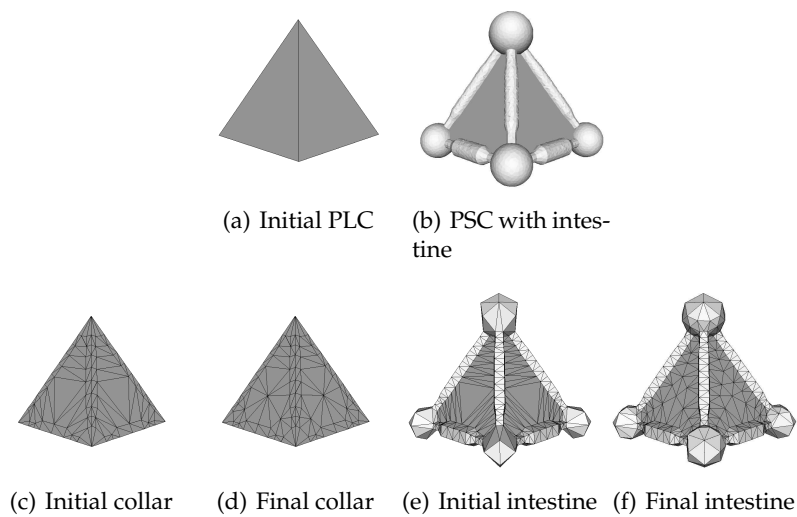 (a) Initial PLC
(b) PSC with intes-
tine
(c) Initial collar
(d) Final collar
(e) Initial intestine
(f) Final intestine